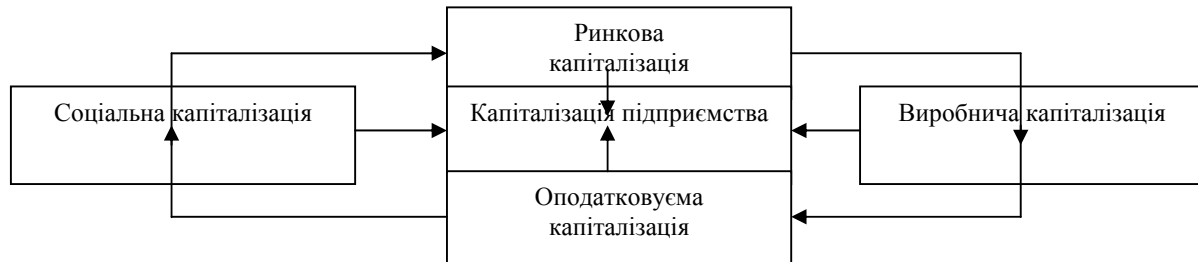 Ринкова
капіталізація
Соціальна капіталізація
Капіталізація підприємства
Виробнича капіталізація
Оподатковуєма
капіталізація